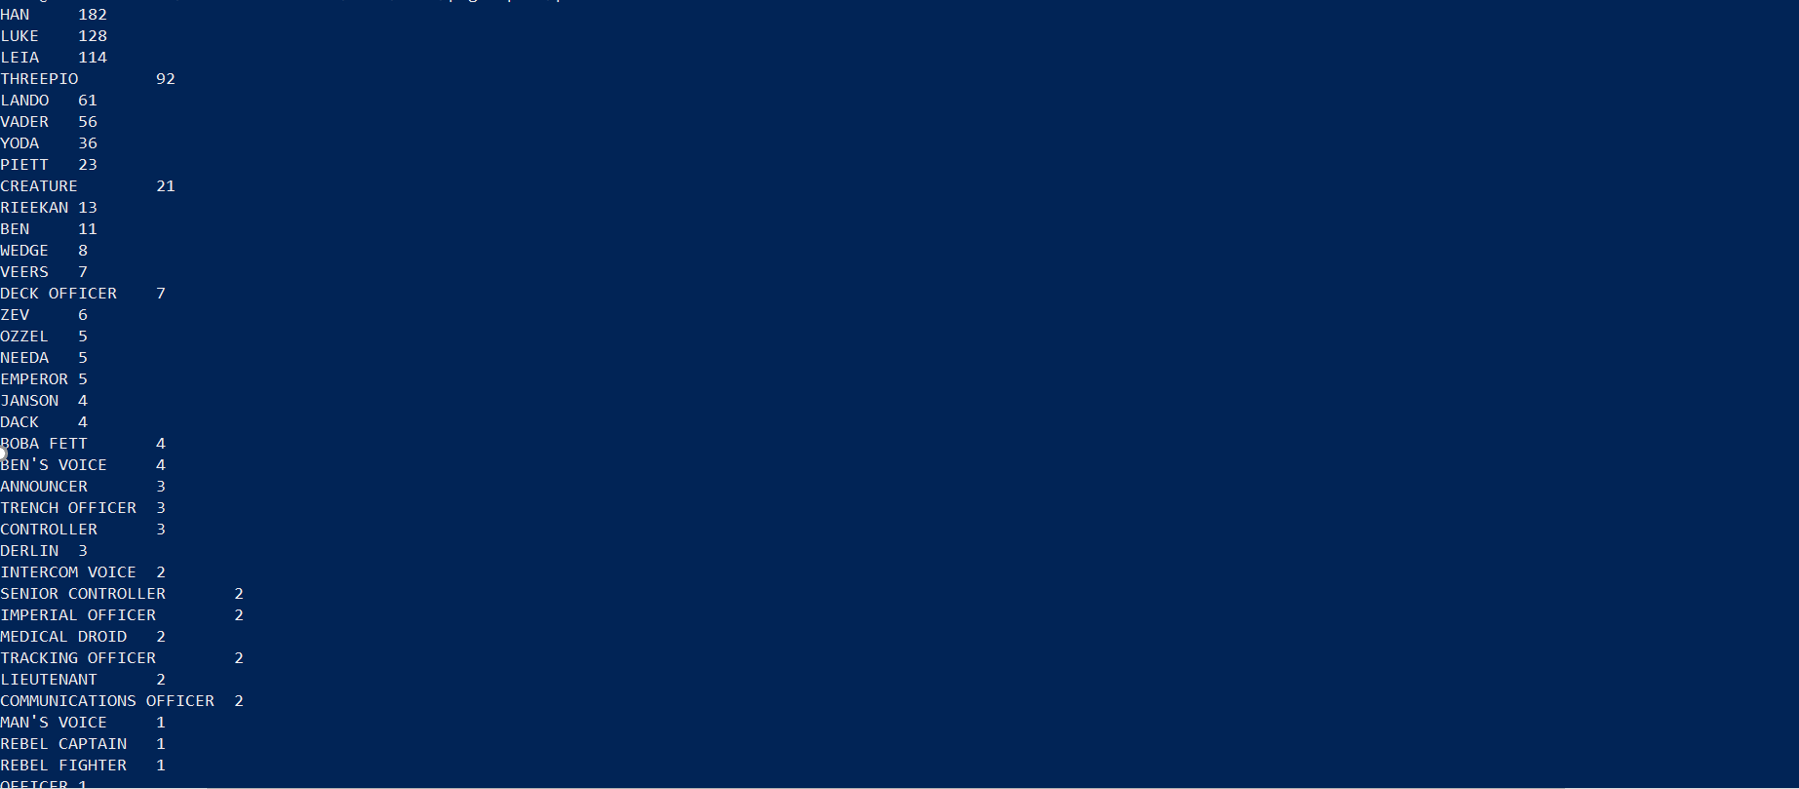 HAN 182
LUKE 128
LEIA 114
THREEPIO 92
LANDO 61
VADER 56
YODA 36
PIETT 23
CREATURE 21
RIEEKAN 13
BEN 11
WEDGE 8
VEERS 7
DECK OFFICER 7
ZEV 6
OZZEL 5
NEEDA 5
EMPEROR 5
JANSON 4
DACK 4
BOBA FETT 4
BEN'S VOICE 4
ANNOUNCER 3
TRENCH OFFICER 3
CONTROLLER 3
DERLIN 3
INTERCOM VOICE 2
SENIOR CONTROLLER 2
IMPERIAL OFFICER 2
MEDICAL DROID 2
TRACKING OFFICER 2
LIEUTENANT 2
COMMUNICATIONS OFFICER 2
MAN'S VOICE 1
REBEL CAPTAIN 1
REBEL FIGHTER 1
OFFICER 1